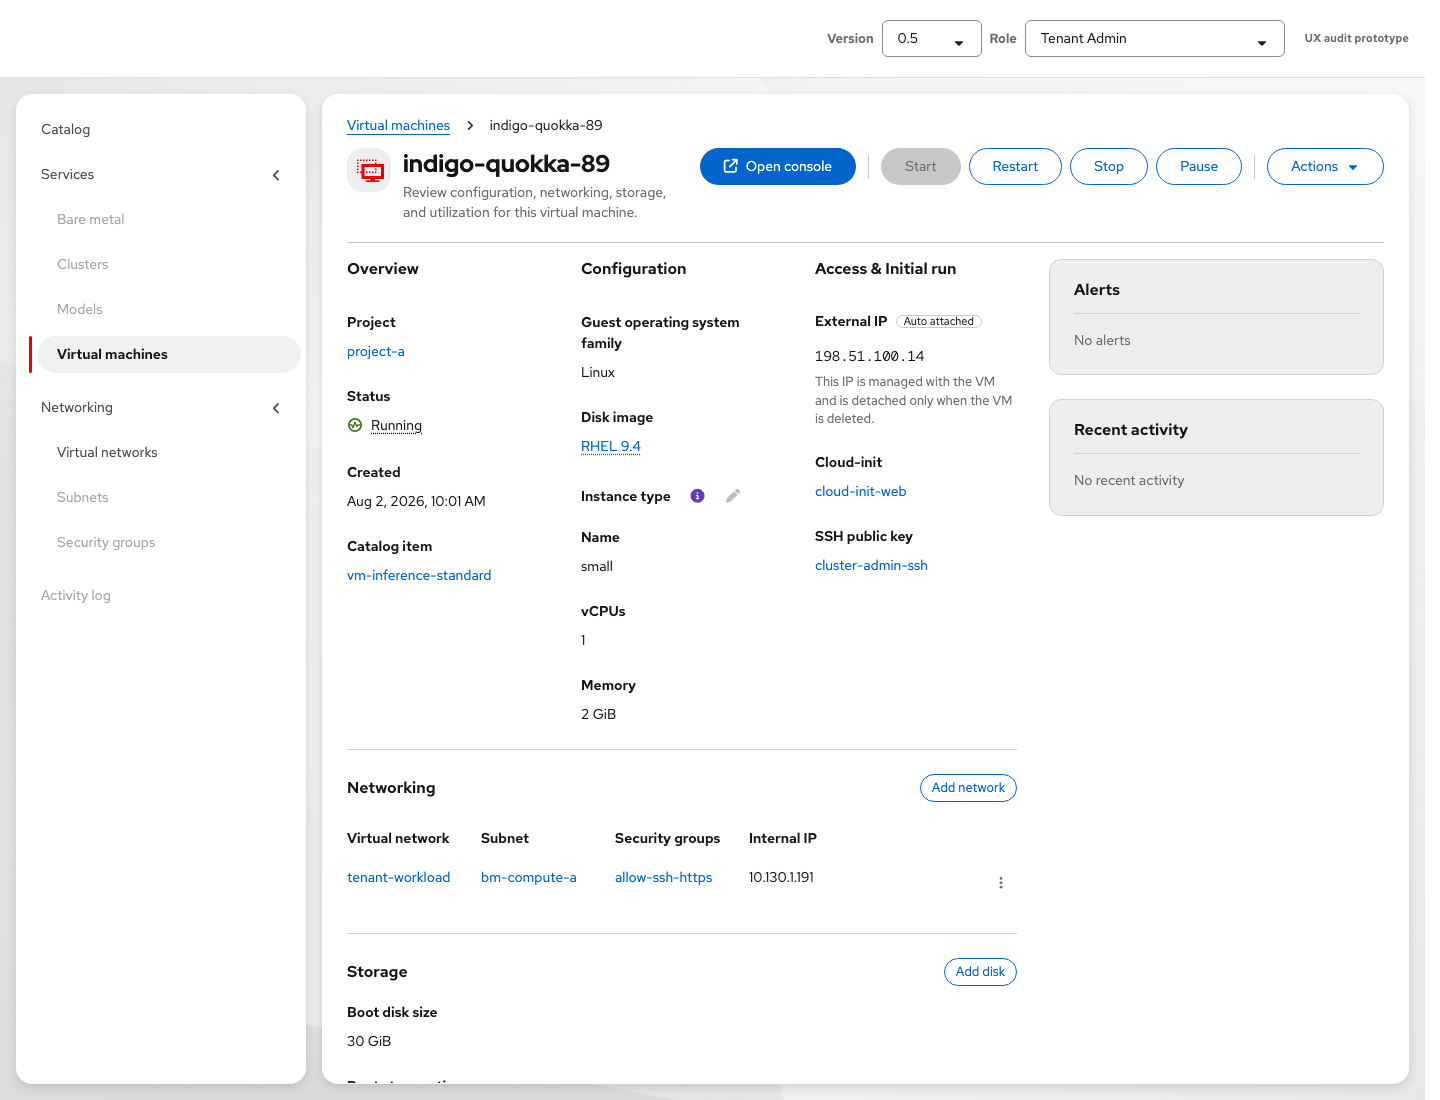 Version
0.5
Role
Tenant Admin
UX audit prototype
Catalog
Services
Bare metal
Clusters
Models
Virtual machines
Networking
Virtual networks
Subnets
Security groups
Activity log
Virtual machines
indigo-quokka-89
indigo-quokka-89
Review configuration, networking, storage,
and utilization for this virtual machine.
Open console
Start
Restart
Stop
Pause
Actions
Overview
Project
project-a
Status
Running
Created
Aug 2, 2026, 10:01 AM
Catalog item
vm-inference-standard
Configuration
Guest operating system
family
Linux
Disk image
RHEL 9.4
Instance type
Name
small
vCPUs
1
Memory
2 GiB
Access & Initial run
External IP
Auto attached
198.51.100.14
This IP is managed with the VM
and is detached only when the VM
is deleted.
Cloud-init
cloud-init-web
SSH public key
cluster-admin-ssh
Alerts
No alerts
Recent activity
No recent activity
Networking
Add network
Virtual network
Subnet
Security groups
Internal IP
tenant-workload
bm-compute-a
allow-ssh-https
10.130.1.191
Storage
Add disk
Boot disk size
30 GiB